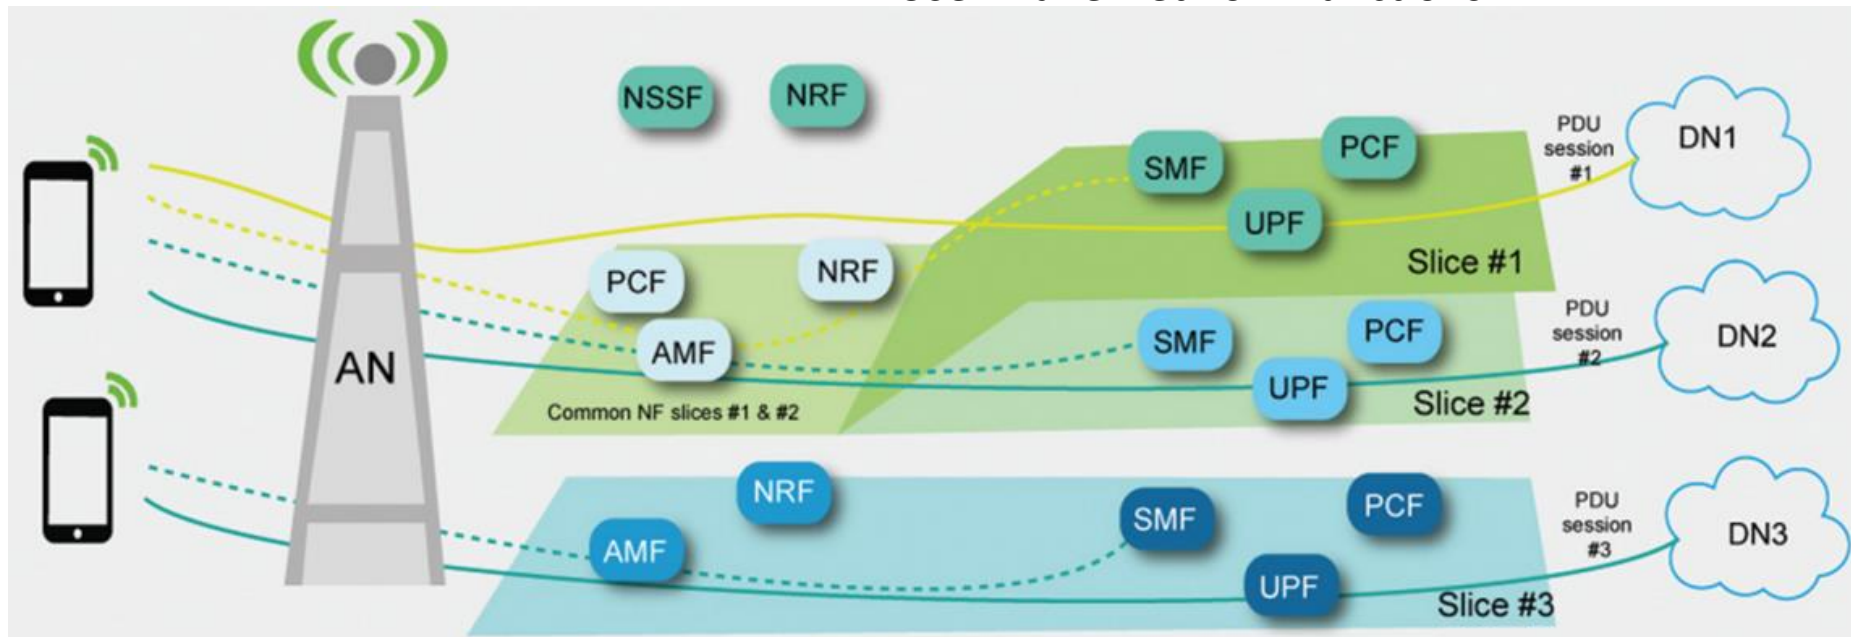 NSSF
NRF
PCF
SMF
PDU
session
#1
DN1
UPF
Slice #1
PCF
NRF
AMF
Common NF slices #1 & #2
AN
SMF
PCF
UPF
Slice #2
PDU
session
#2
DN2
NRF
AMF
SMF
PCF
UPF
Slice #3
PDU
session
#3
DN3